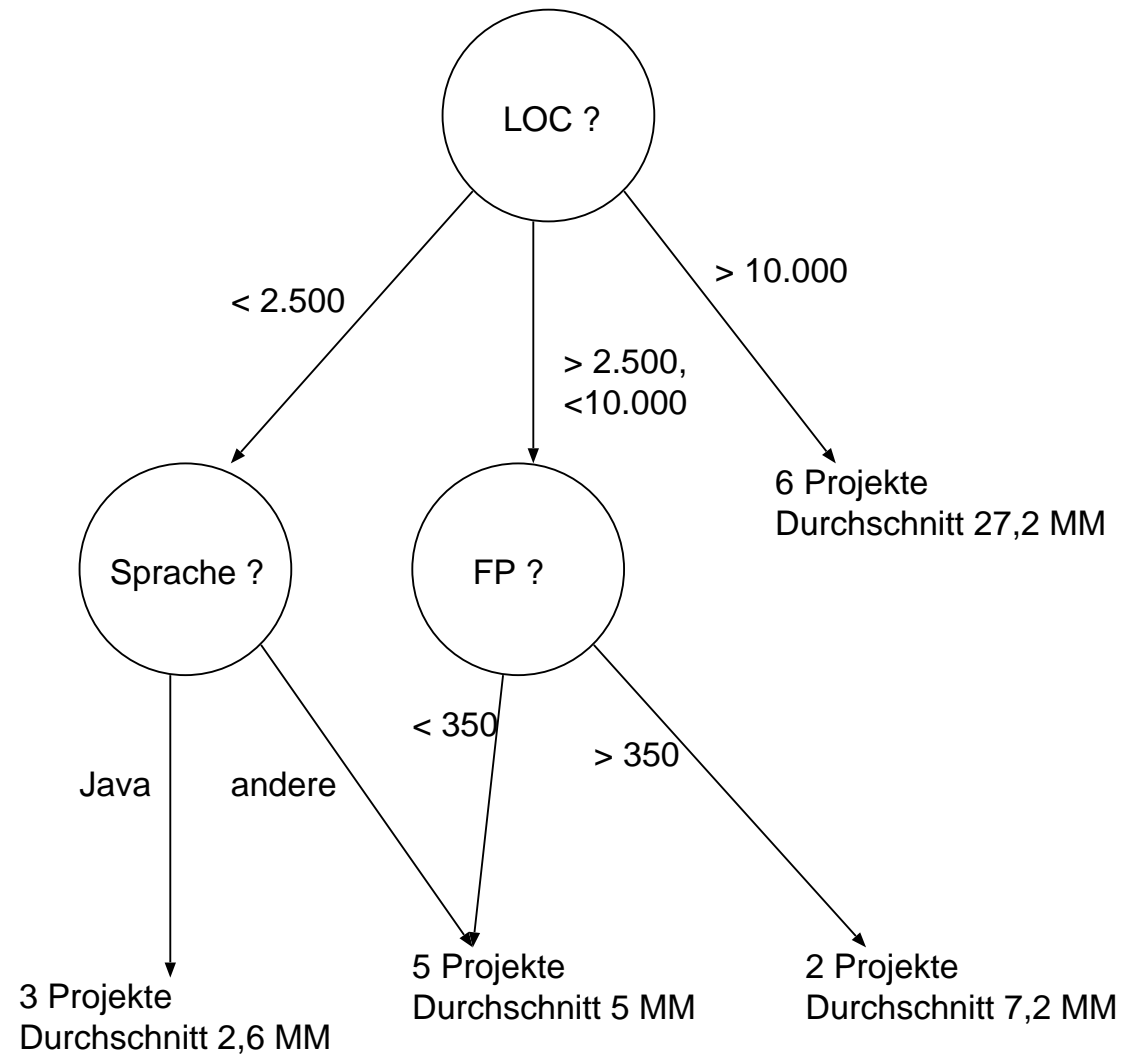 LOC ?
> 10.000
< 2.500
> 2.500,
<10.000
6 Projekte
Durchschnitt 27,2 MM
Sprache ?
FP ?
< 350
> 350
Java
andere
5 Projekte
Durchschnitt 5 MM
2 Projekte
Durchschnitt 7,2 MM
3 Projekte
Durchschnitt 2,6 MM